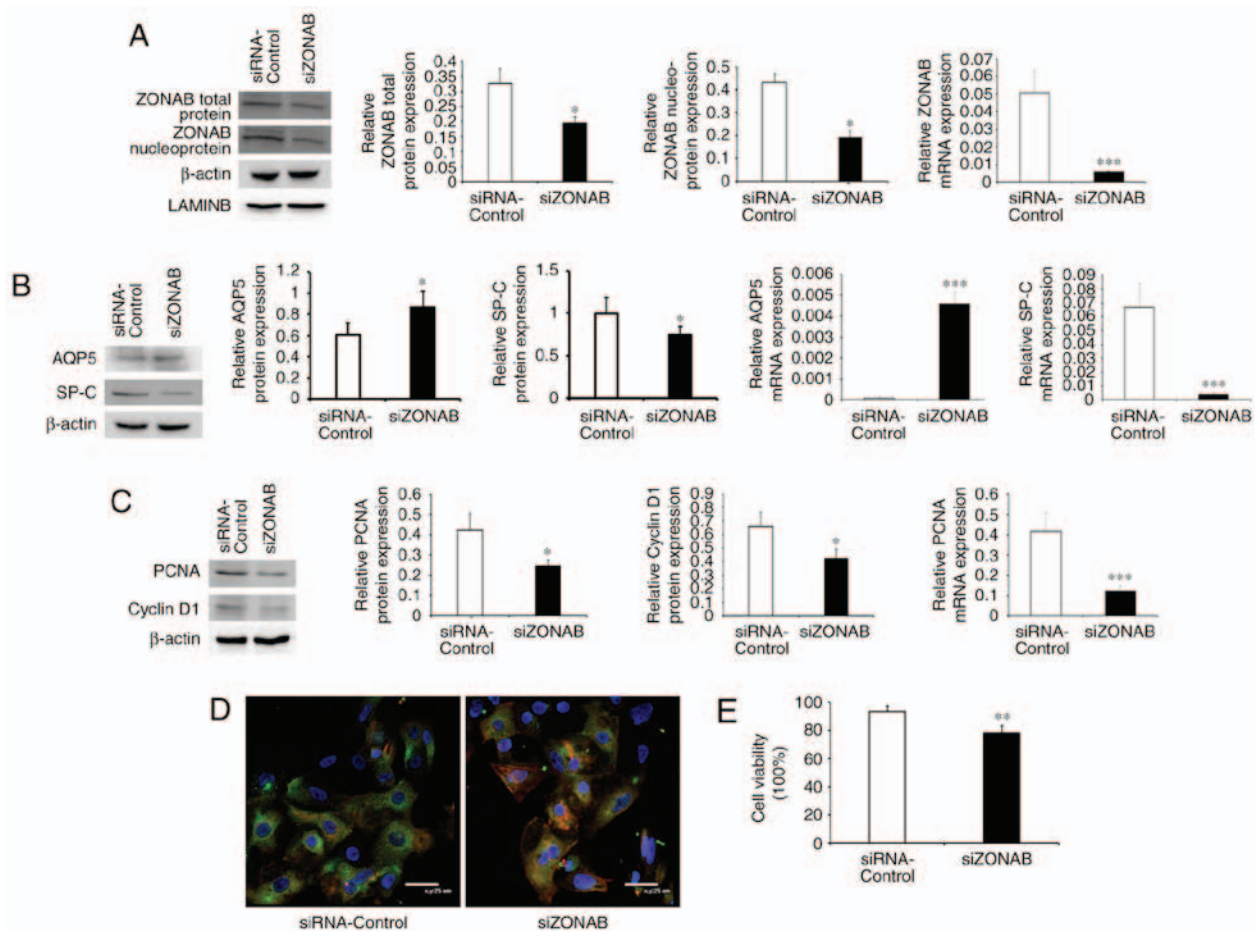 A
siRNA-
Control
siZONAB
ZONAB total
protein
ZONAB
nucleoprotein
β-actin
LAMINB
Relative
ZONAB total
protein expression
0.4
0.35
0.3
0.25
0.2
0.15
0.1
0.05
0
*
siRNA-
Control
siZONAB
Relative
ZONAB nucleo-
protein expression
0.5
0.4
0.3
0.2
0.1
0
*
siRNA-
Control
siZONAB
Relative ZONAB
mRNA expression
0.07
0.06
0.05
0.04
0.03
0.02
0.01
0
***
siRNA-
Control
siZONAB
B
siRNA-
Control
siZONAB
AQP5
SP-C
β-actin
Relative AQP5
protein expression
1.2
1
0.8
0.6
0.4
0.2
0
*
siRNA-
Control
siZONAB
Relative SP-C
protein expression
1.5
1
0.5
0
*
siRNA-
Control
siZONAB
Relative AQP5
mRNA expression
0.006
0.005
0.004
0.003
0.002
0.001
0
***
siRNA-
Control
siZONAB
Relative SP-C
mRNA expression
0.09
0.08
0.07
0.06
0.05
0.04
0.03
0.02
0.01
0
***
siRNA-
Control
siZONAB
C
siRNA-
Control
siZONAB
PCNA
Cyclin D1
β-actin
Relative PCNA
protein expression
0.6
0.5
0.4
0.3
0.2
0.1
0
*
siRNA-
Control
siZONAB
Relative Cyclin D1
protein expression
0.9
0.8
0.7
0.6
0.5
0.4
0.3
0.2
0.1
0
*
siRNA-
Control
siZONAB
Relative PCNA
mRNA expression
0.6
0.5
0.4
0.3
0.2
0.1
0
***
siRNA-
Control
siZONAB
D
siRNA-Control
siZONAB
E
Cell viability
(100%)
100
80
60
40
20
0
**
siRNA-
Control
siZONAB